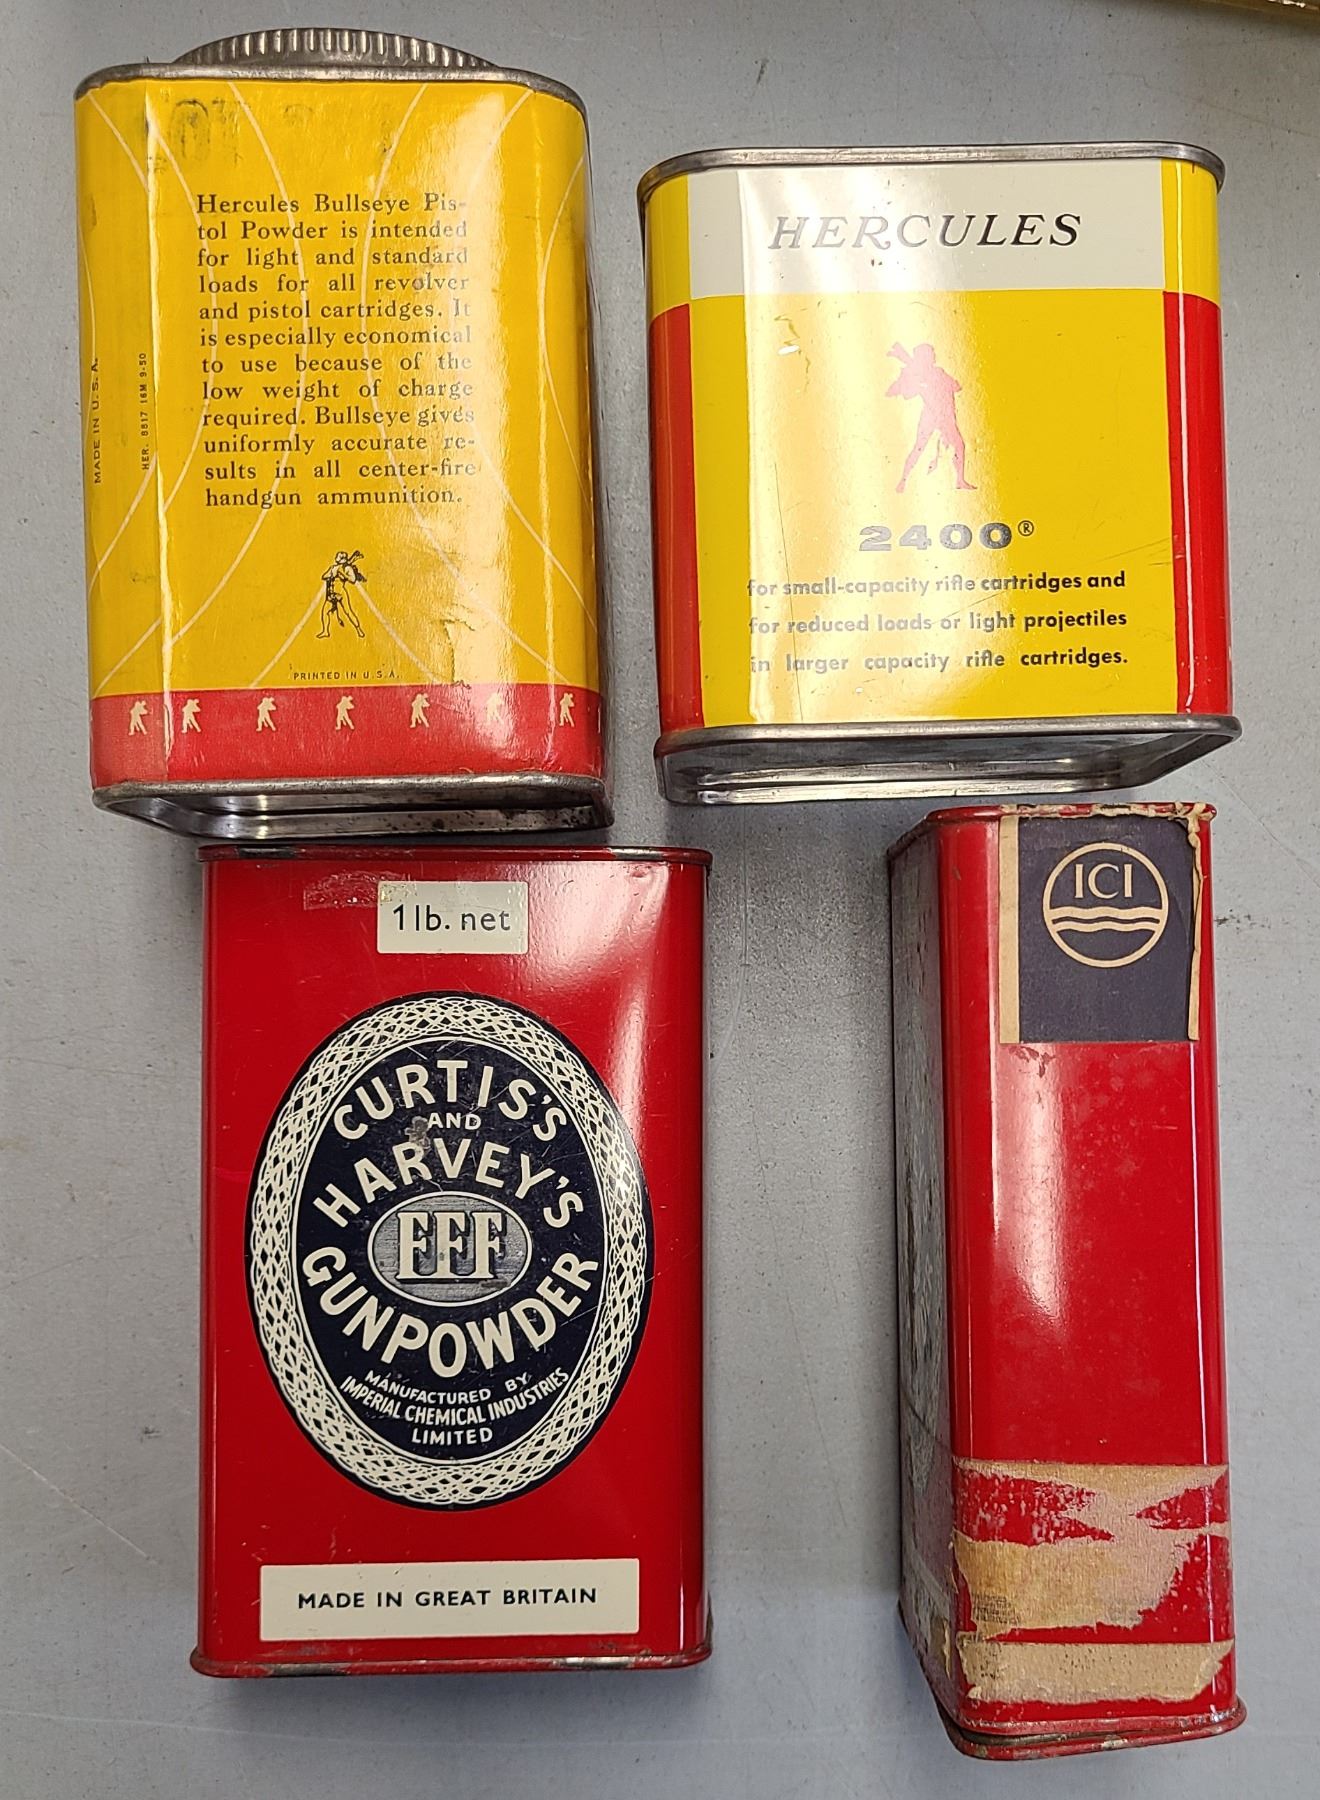 Hercules Bullseye Pis-
tol Powder is intended
for light and standard
loads for all revolver
and pistol cartridges. It
is especially economical
to use because of the
low weight of charge
required. Bullseye gives
uniformly accurate re-
sults in all center-fire
handgun ammunition.
MADE IN U.S.A.
HER. 8817 16M 9-50
PRINTED IN U.S.A.
HERCULES
2400®
for small-capacity rifle cartridges and
for reduced loads or light projectiles
in larger capacity rifle cartridges.
1 lb. net
CURTIS'S
AND
HARVEY'S
FFF
GUNPOWDER
MANUFACTURED BY
IMPERIAL CHEMICAL INDUSTRIES
LIMITED
MADE IN GREAT BRITAIN
ICI